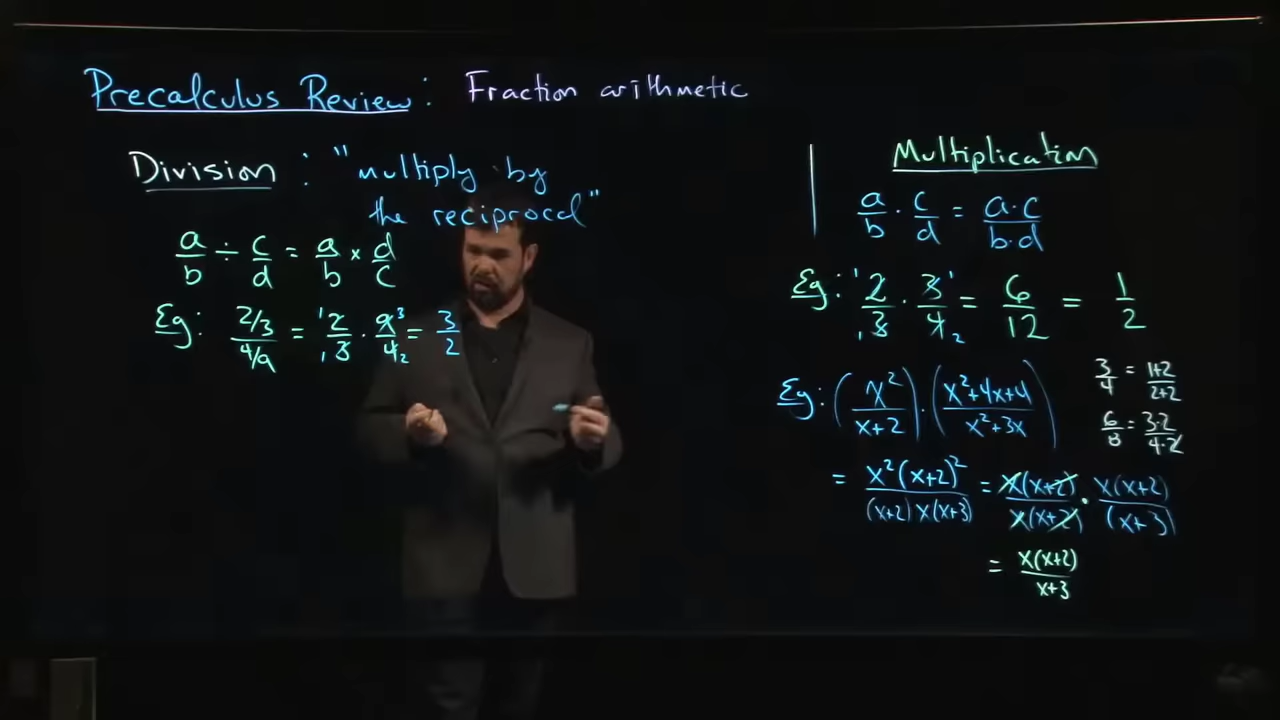 Precalculus Review: Fraction arithmetic
Division: "multiply by
the reciprocal"
a/b ÷ c/d = a/b × d/c
Eg: (2/3)/(4/9) = 2/3 · 9/4 = 3/2
Multiplication
a/b · c/d = a·c/b·d
Eg: 2/3 · 3/4 = 6/12 = 1/2
Eg: (x²/x+2) · (x²+4x+4/x²+3x)
3/4 = 1+2/2+2
6/8 = 3·2/4·2
= x²(x+2)²/(x+2)x(x+3) = x(x+2)/x(x+2) · x(x+2)/(x+3)
= x(x+2)/x+3